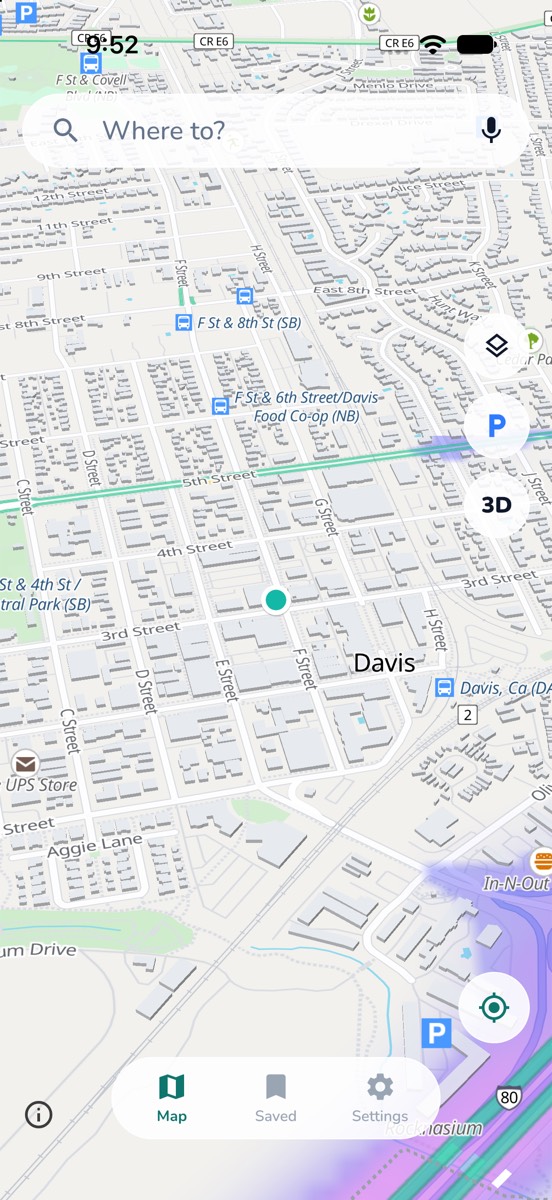 P
CR E6
9:52
CR E6
CR E6
F St & Covell
Blvd (NB)
Menlo Drive
Where to?
Alice Street
12th Street
11th Street
9th Street
F Street
H Street
K Street
East 8th Street
st 8th Street
F St & 8th St (SB)
F St & 6th Street/Davis
Food Co-op (NB)
P
Street
D Street
C Street
5th Street
G Street
3D
4th Street
3rd Street
St & 4th St /
tral Park (SB)
3rd Street
H Street
Davis
F Street
E Street
D Street
C Street
Davis, Ca (DA
2
UPS Store
Street
Aggie Lane
In-N-Out
um Drive
P
80
Map
Saved
Settings
Rocknasium